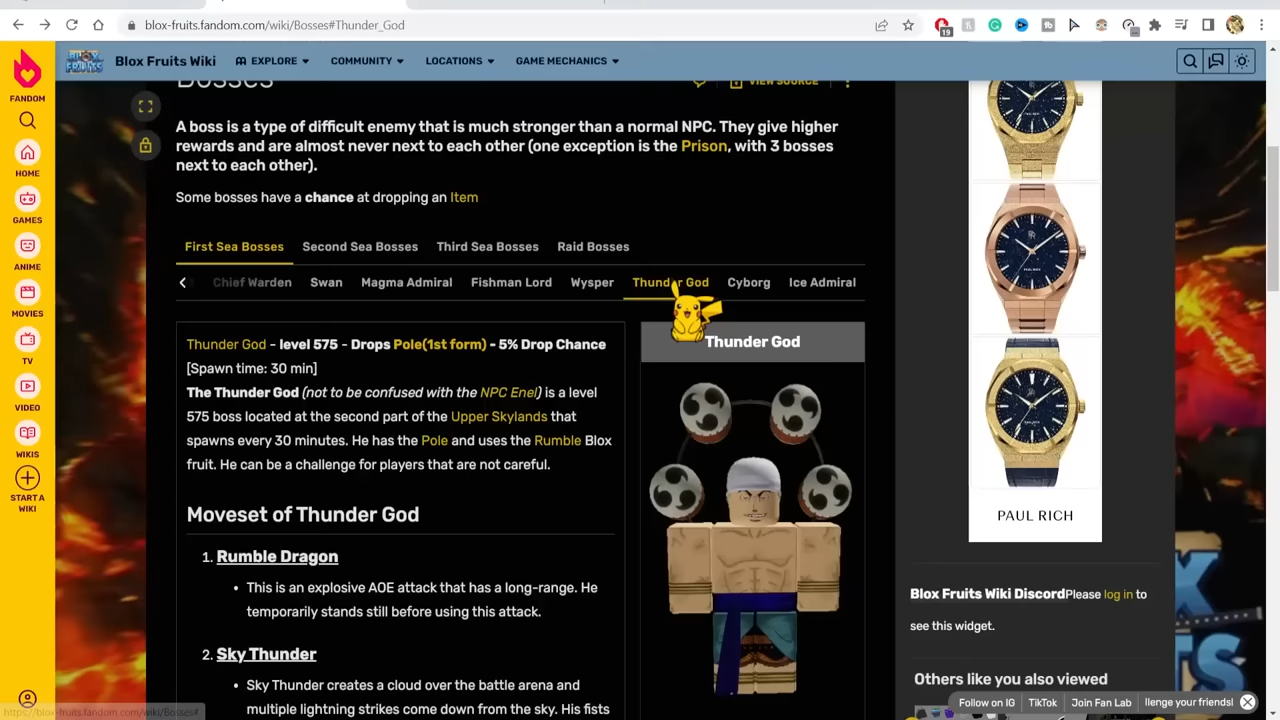 blox-fruits.fandom.com/wiki/Bosses#Thunder_God
19
FANDOM
HOME
GAMES
ANIME
MOVIES
TV
VIDEO
WIKIS
START A
WIKI
Blox Fruits Wiki
EXPLORE
COMMUNITY
LOCATIONS
GAME MECHANICS
Bosses
VIEW SOURCE
A boss is a type of difficult enemy that is much stronger than a normal NPC. They give higher
rewards and are almost never next to each other (one exception is the Prison, with 3 bosses
next to each other).
Some bosses have a chance at dropping an Item
First Sea Bosses Second Sea Bosses Third Sea Bosses Raid Bosses
Chief Warden Swan Magma Admiral Fishman Lord Wysper Thunder God Cyborg Ice Admiral
Thunder God - level 575 - Drops Pole(1st form) - 5% Drop Chance
[Spawn time: 30 min]
The Thunder God (not to be confused with the NPC Enel) is a level
575 boss located at the second part of the Upper Skylands that
spawns every 30 minutes. He has the Pole and uses the Rumble Blox
fruit. He can be a challenge for players that are not careful.
Moveset of Thunder God
1. Rumble Dragon
• This is an explosive AOE attack that has a long-range. He
temporarily stands still before using this attack.
2. Sky Thunder
• Sky Thunder creates a cloud over the battle arena and
multiple lightning strikes come down from the sky. His fists
Thunder God
PAUL RICH
Blox Fruits Wiki DiscordPlease log in to
see this widget.
Others like you also viewed
Follow on IG TikTok Join Fan Lab llenge your friends!
https://blox-fruits.fandom.com/wiki/Bosses#